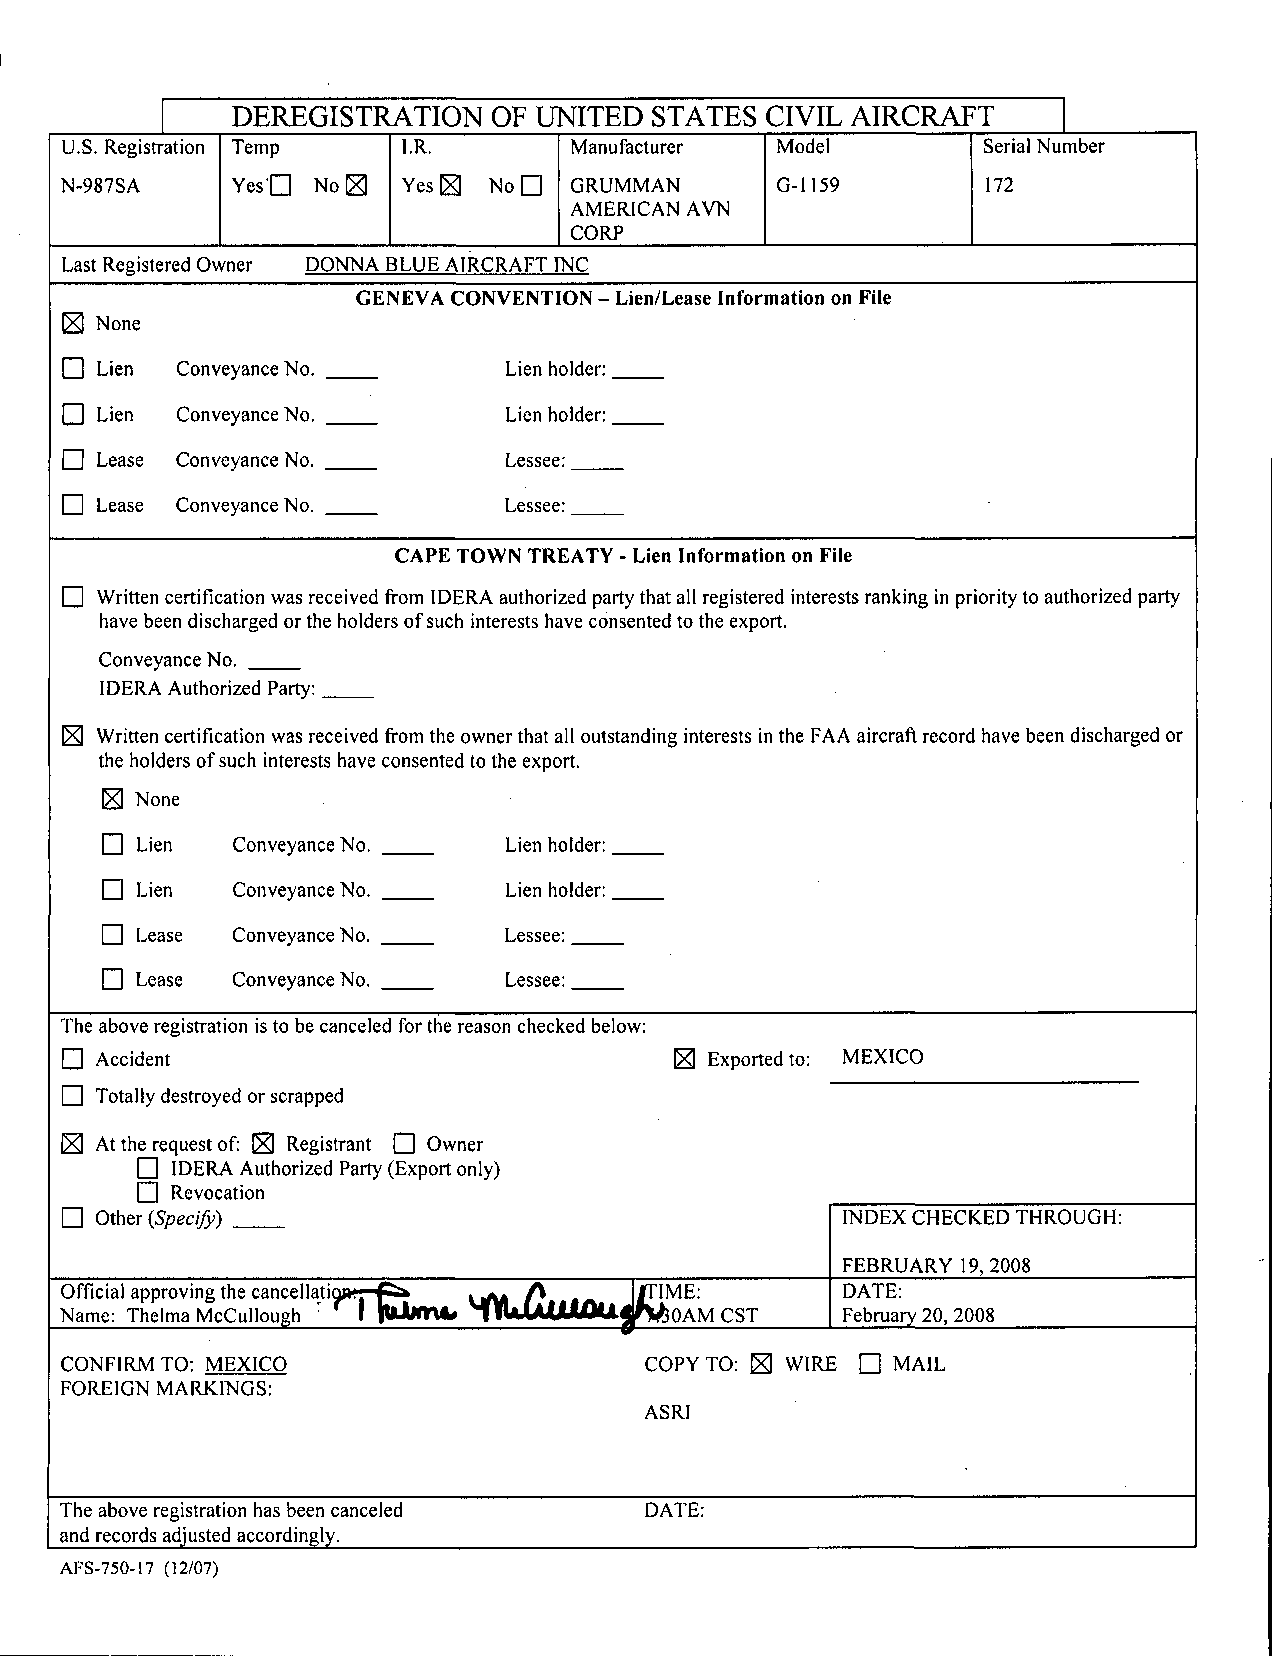 DEREGISTRATION OF UNITED STATES CIVIL AIRCRAFT
U.S. Registration Temp I.R. Manufacturer Model Serial Number
N-987SA Yes ☐ No ☒ Yes ☒ No ☐ GRUMMAN G-1159 172
AMERICAN AVN
CORP
Last Registered Owner DONNA BLUE AIRCRAFT INC
GENEVA CONVENTION – Lien/Lease Information on File
☒ None
☐ Lien Conveyance No. _____ Lien holder: _____
☐ Lien Conveyance No. _____ Lien holder: _____
☐ Lease Conveyance No. _____ Lessee: _____
☐ Lease Conveyance No. _____ Lessee: _____
CAPE TOWN TREATY - Lien Information on File
☐ Written certification was received from IDERA authorized party that all registered interests ranking in priority to authorized party
have been discharged or the holders of such interests have consented to the export.
Conveyance No. _____
IDERA Authorized Party: _____
☒ Written certification was received from the owner that all outstanding interests in the FAA aircraft record have been discharged or
the holders of such interests have consented to the export.
☒ None
☐ Lien Conveyance No. _____ Lien holder: _____
☐ Lien Conveyance No. _____ Lien holder: _____
☐ Lease Conveyance No. _____ Lessee: _____
☐ Lease Conveyance No. _____ Lessee: _____
The above registration is to be canceled for the reason checked below:
☐ Accident ☒ Exported to: MEXICO
☐ Totally destroyed or scrapped
☒ At the request of: ☒ Registrant ☐ Owner
☐ IDERA Authorized Party (Export only)
☐ Revocation
☐ Other (Specify) _____ INDEX CHECKED THROUGH:
FEBRUARY 19, 2008
Official approving the cancellation: Thelma McCullough TIME: DATE:
Name: Thelma McCullough CST February 20, 2008
CONFIRM TO: MEXICO COPY TO: ☒ WIRE ☐ MAIL
FOREIGN MARKINGS:
ASRI
The above registration has been canceled DATE:
and records adjusted accordingly.
AFS-750-17 (12/07)